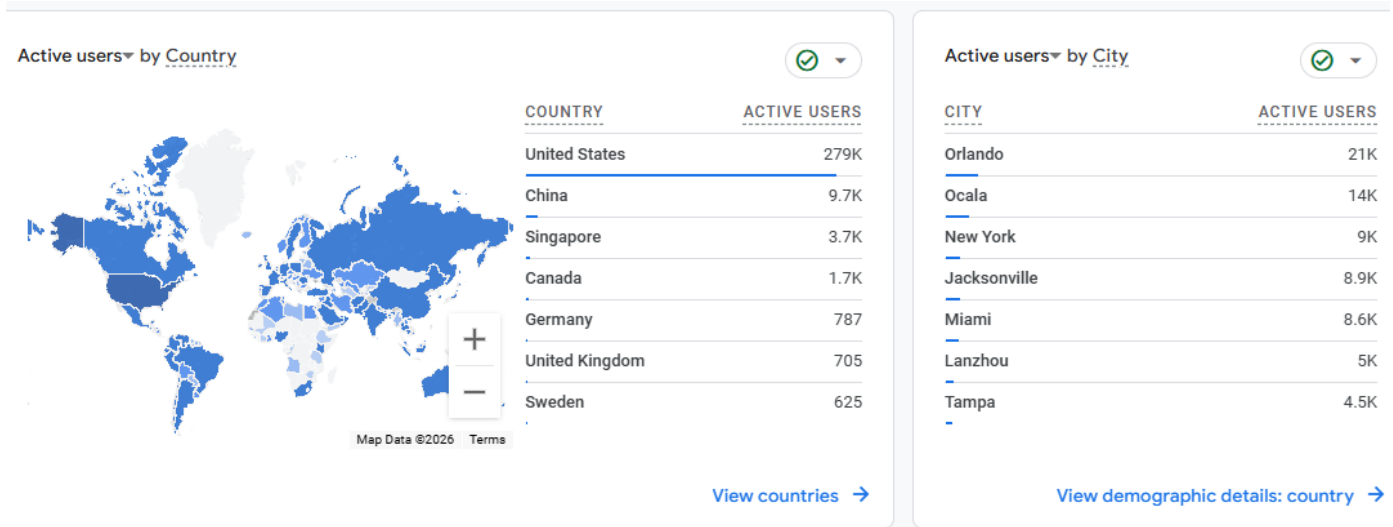 Active users by Country
COUNTRY ACTIVE USERS
United States 279K
China 9.7K
Singapore 3.7K
Canada 1.7K
Germany 787
United Kingdom 705
Sweden 625
+
−
Map Data ©2026 Terms
View countries →
Active users by City
CITY ACTIVE USERS
Orlando 21K
Ocala 14K
New York 9K
Jacksonville 8.9K
Miami 8.6K
Lanzhou 5K
Tampa 4.5K
View demographic details: country →